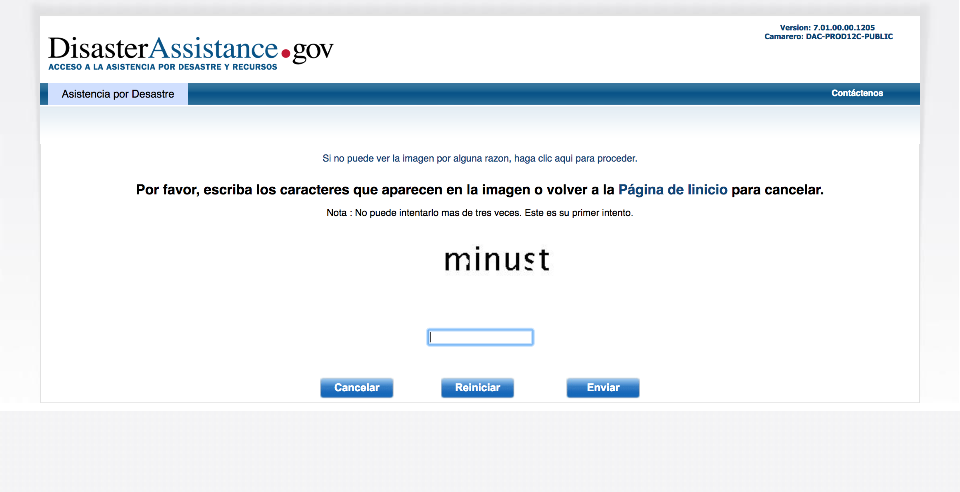 Version: 7.01.00.00.1205
Camarero: DAC-PROD12C-PUBLIC
DisasterAssistance.gov
ACCESO A LA ASISTENCIA POR DESASTRE Y RECURSOS
Asistencia por Desastre
Contáctenos
Si no puede ver la imagen por alguna razon, haga clic aqui para proceder.
Por favor, escriba los caracteres que aparecen en la imagen o volver a la Página de Iinicio para cancelar.
Nota : No puede intentarlo mas de tres veces. Este es su primer intento.
minust
Cancelar
Reiniciar
Enviar